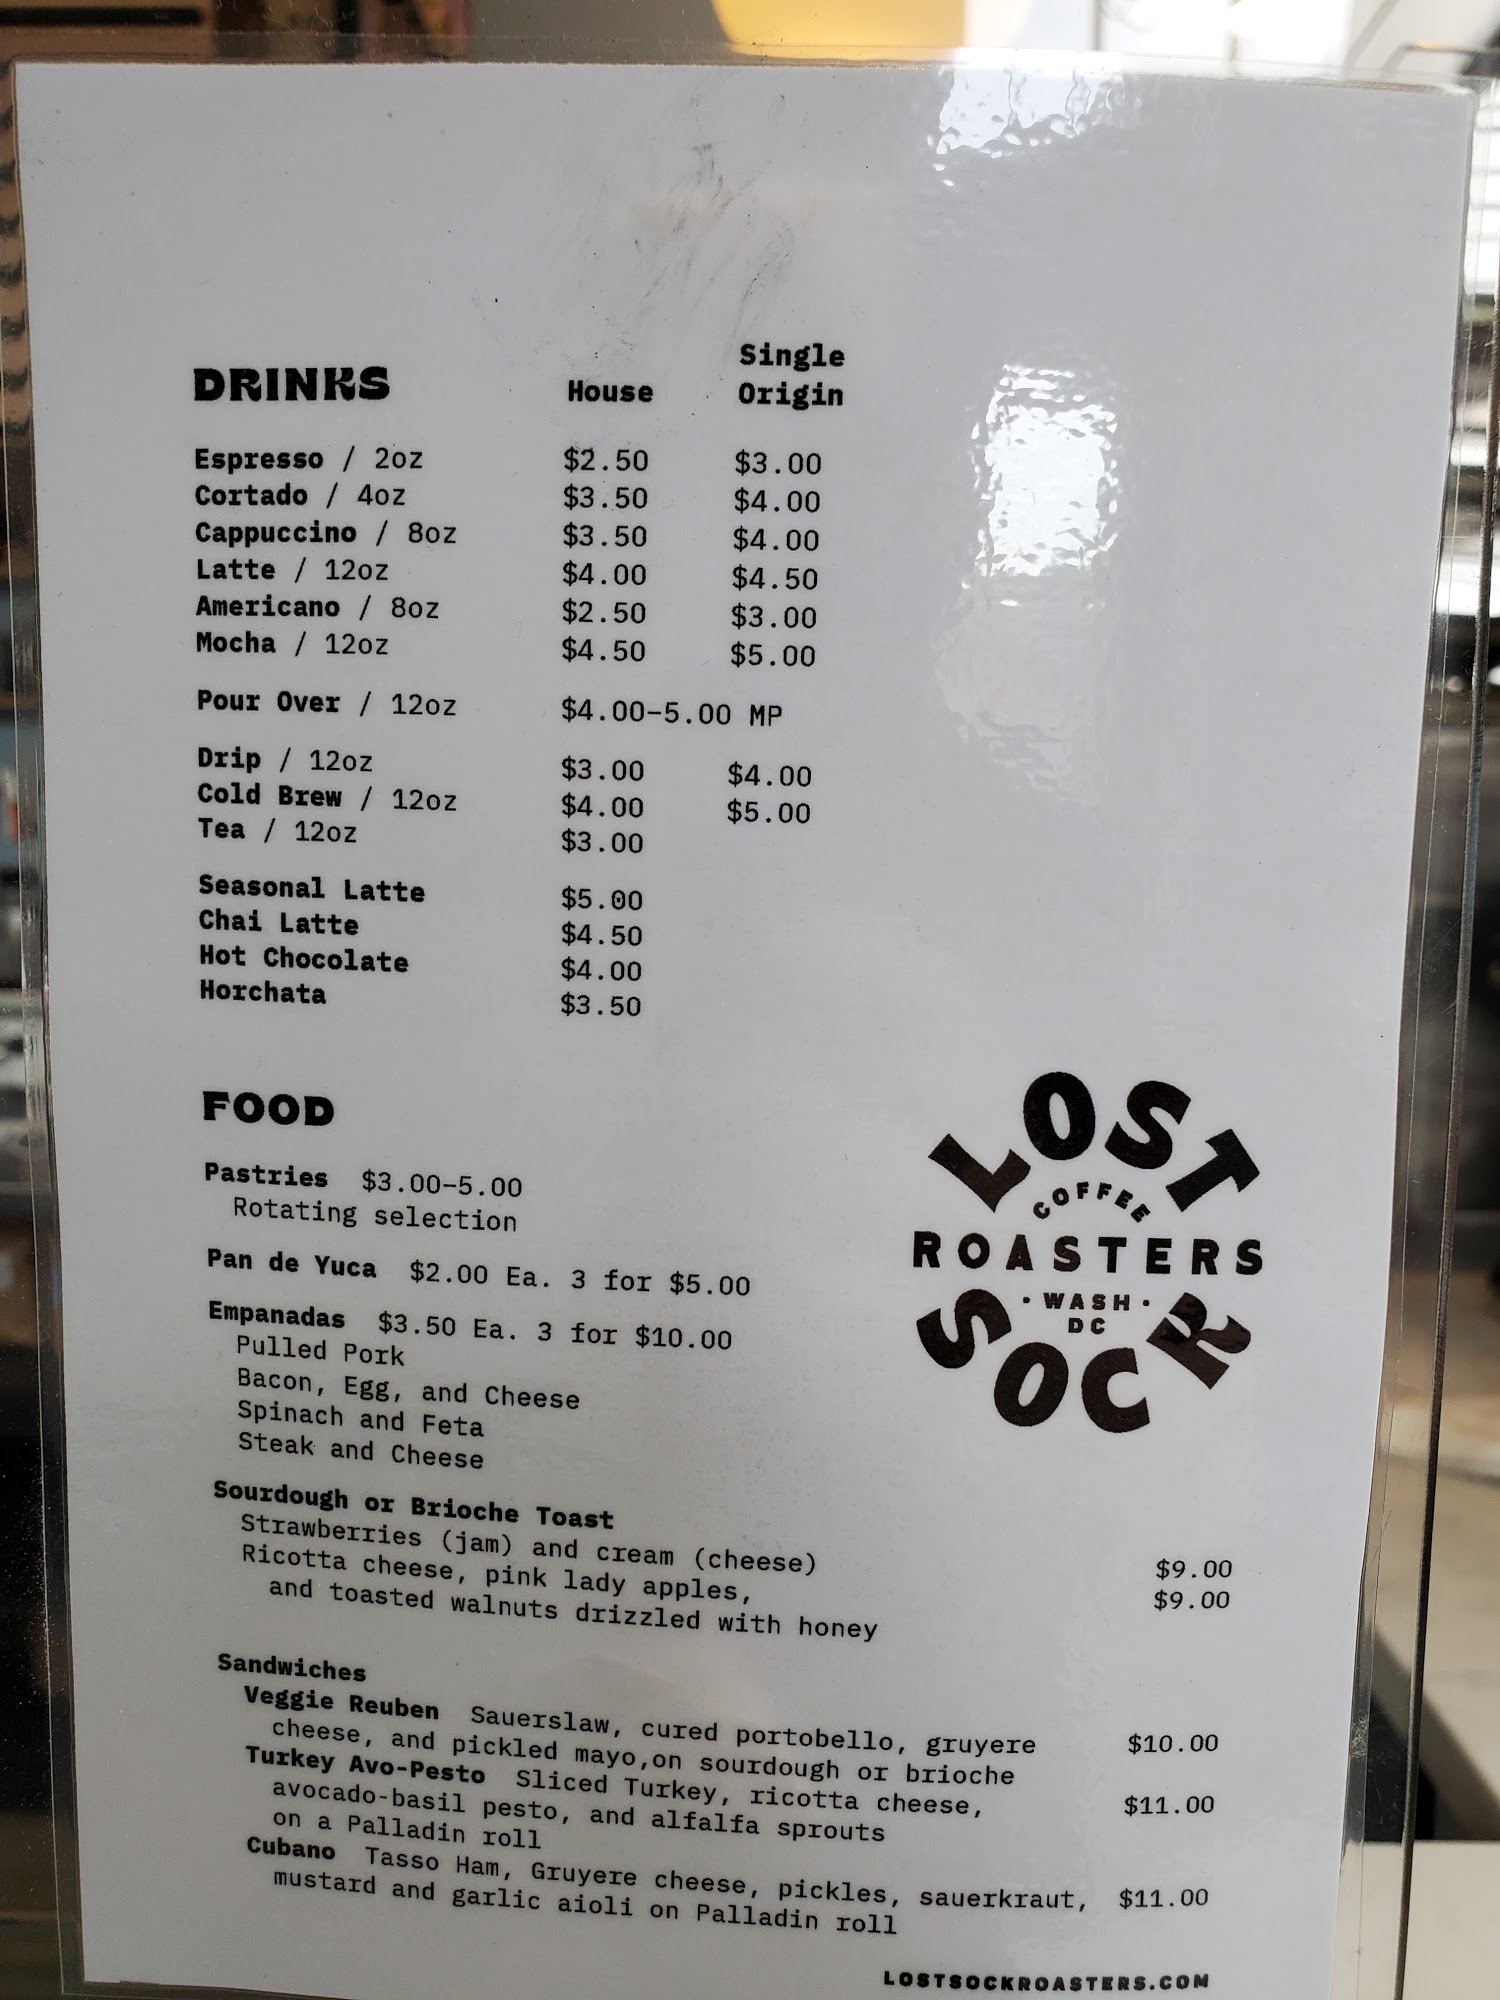 DRINKS House Single Origin
Espresso / 2oz $2.50 $3.00
Cortado / 4oz $3.50 $4.00
Cappuccino / 8oz $3.50 $4.00
Latte / 12oz $4.00 $4.50
Americano / 8oz $2.50 $3.00
Mocha / 12oz $4.50 $5.00
Pour Over / 12oz $4.00-5.00 MP
Drip / 12oz $3.00 $4.00
Cold Brew / 12oz $4.00 $5.00
Tea / 12oz $3.00
Seasonal Latte $5.00
Chai Latte $4.50
Hot Chocolate $4.00
Horchata $3.50
FOOD
Pastries $3.00-5.00
Rotating selection
Pan de Yuca $2.00 Ea. 3 for $5.00
Empanadas $3.50 Ea. 3 for $10.00
Pulled Pork
Bacon, Egg, and Cheese
Spinach and Feta
Steak and Cheese
LOST
COFFEE
ROASTERS
· WASH ·
DC
SOCK
Sourdough or Brioche Toast
Strawberries (jam) and cream (cheese) $9.00
Ricotta cheese, pink lady apples, $9.00
and toasted walnuts drizzled with honey
Sandwiches
Veggie Reuben Sauerslaw, cured portobello, gruyere $10.00
cheese, and pickled mayo,on sourdough or brioche
Turkey Avo-Pesto Sliced Turkey, ricotta cheese, $11.00
avocado-basil pesto, and alfalfa sprouts
on a Palladin roll
Cubano Tasso Ham, Gruyere cheese, pickles, sauerkraut, $11.00
mustard and garlic aioli on Palladin roll
LOSTSOCKROASTERS.COM